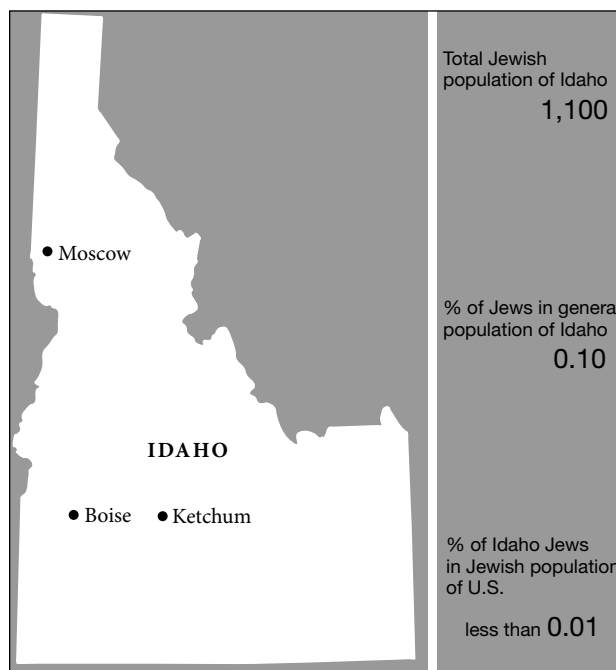 Total Jewish
population of Idaho
1,100
Moscow
% of Jews in genera
population of Idaho
0.10
IDAHO
Boise
Ketchum
% of Idaho Jews
in Jewish population
of U.S.
less than 0.01